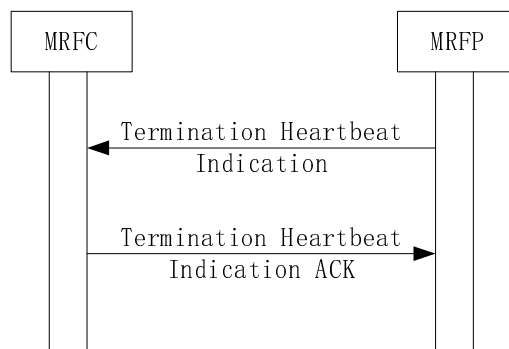 MRFC
MRFP
Termination Heartbeat
Indication
Termination Heartbeat
Indication ACK